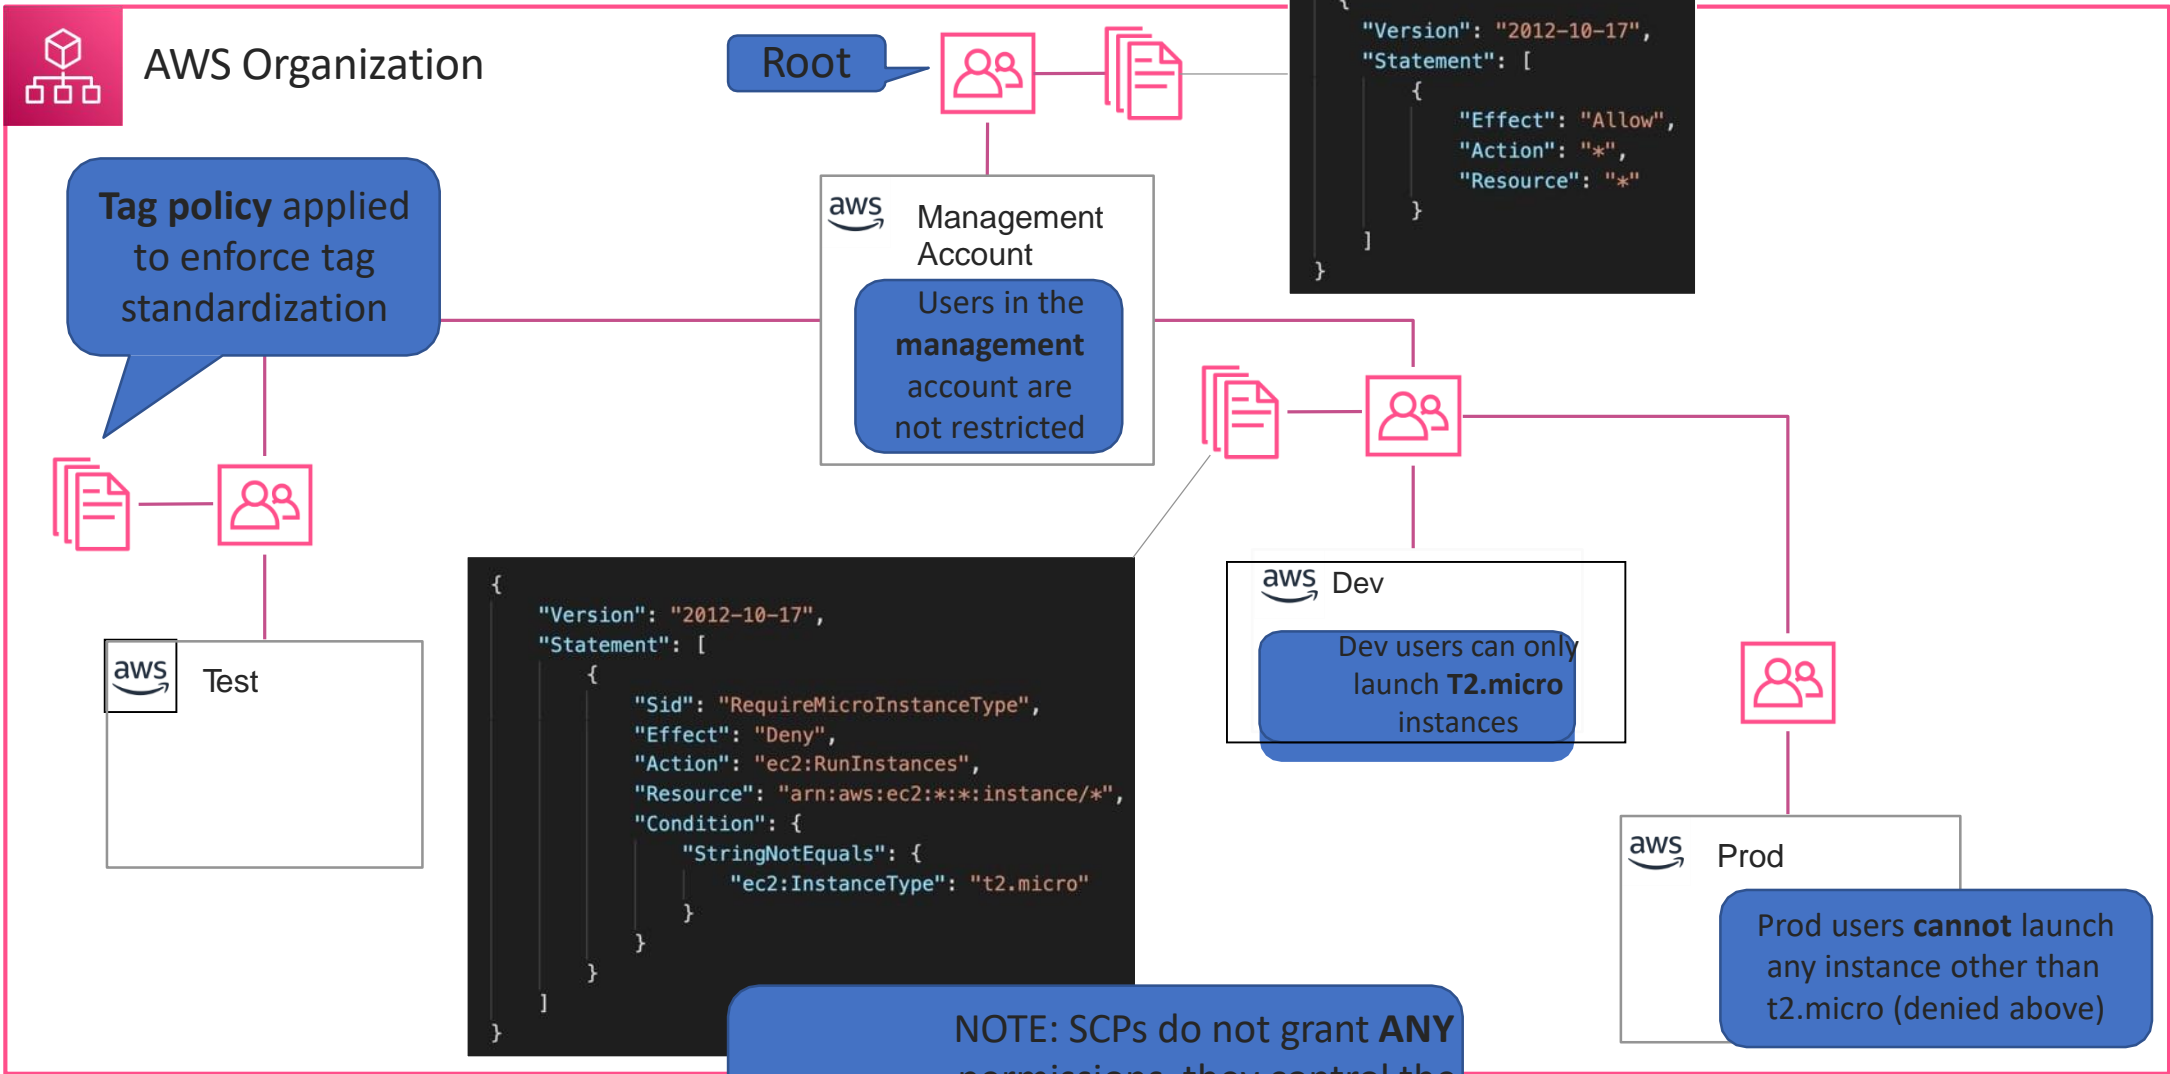 AWS Organization
Root
{
"Version": "2012-10-17",
"Statement": [
{
"Effect": "Allow",
"Action": "*",
"Resource": "*"
}
]
}
Tag policy applied
to enforce tag
standardization
aws
Management
Account
Users in the
management
account are
not restricted
{
"Version": "2012-10-17",
"Statement": [
{
"Sid": "RequireMicroInstanceType",
"Effect": "Deny",
"Action": "ec2:RunInstances",
"Resource": "arn:aws:ec2:*:*:instance/*",
"Condition": {
"StringNotEquals": {
"ec2:InstanceType": "t2.micro"
}
}
}
]
}
aws
Dev
Dev users can only
launch T2.micro
instances
aws
Test
aws
Prod
Prod users cannot launch
any instance other than
t2.micro (denied above)
NOTE: SCPs do not grant ANY
permissions, they control the